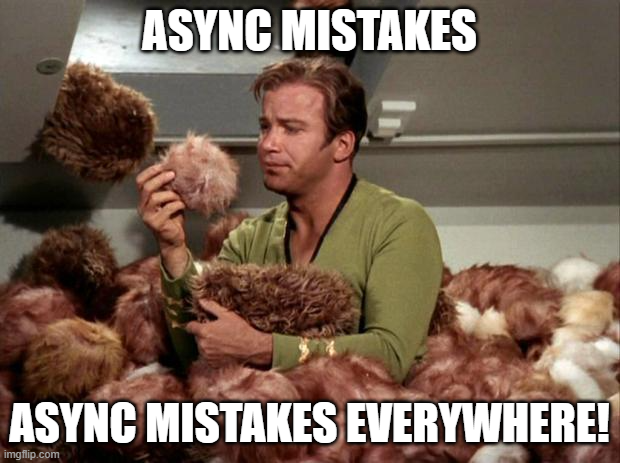 ASYNC MISTAKES
ASYNC MISTAKES EVERYWHERE!
imgflip.com